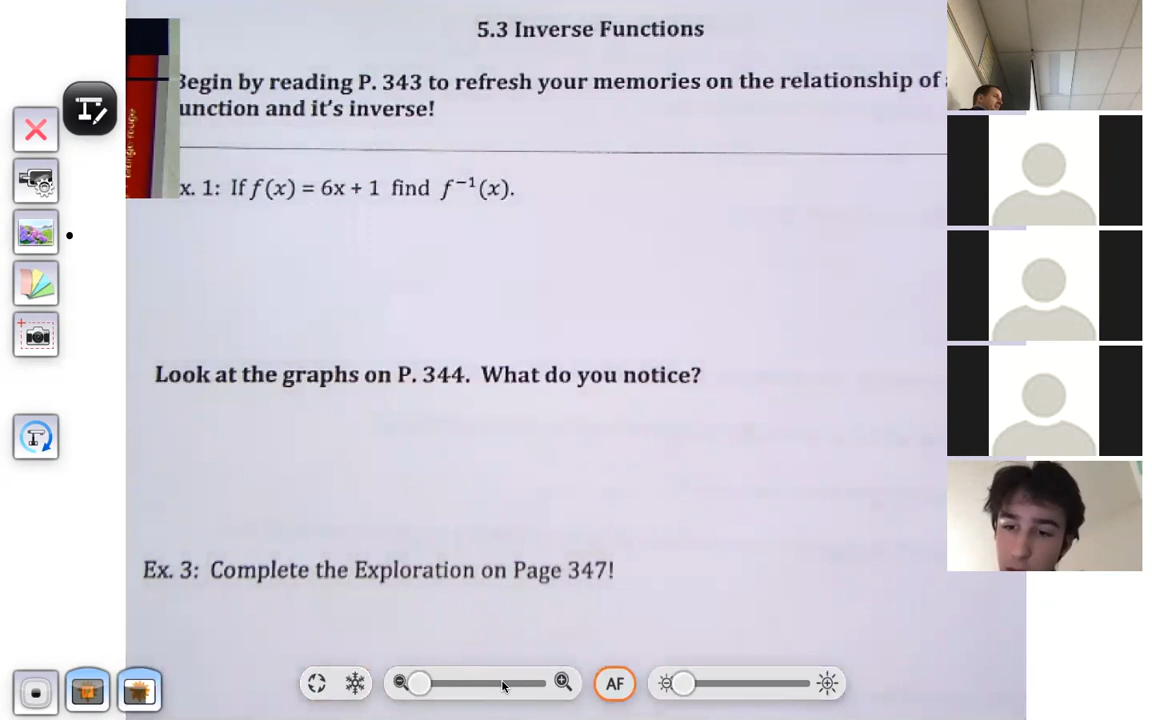 5.3 Inverse Functions
Begin by reading P. 343 to refresh your memories on the relationship of
unction and it's inverse!
x. 1: If f(x) = 6x + 1 find f⁻¹(x).
Look at the graphs on P. 344. What do you notice?
Ex. 3: Complete the Exploration on Page 347!
AF